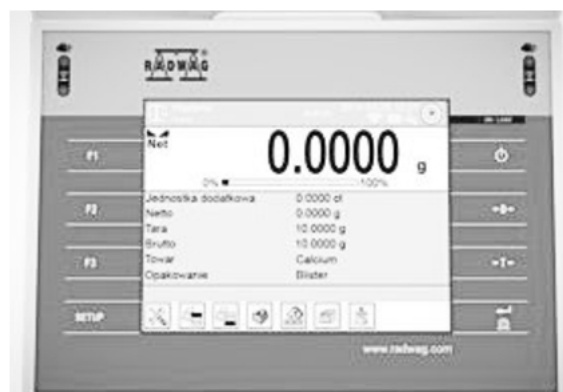 RADWAG
Net
0.0000 g
0% 100%
Jednostka dodatkowa 0.0000 ct
Netto 0.0000 g
Tara 10.0000 g
Brutto 10.0000 g
Towar Calcium
Opakowanie Blister
F1
F2
F3
SETUP
-0-
-T-
www.radwag.com